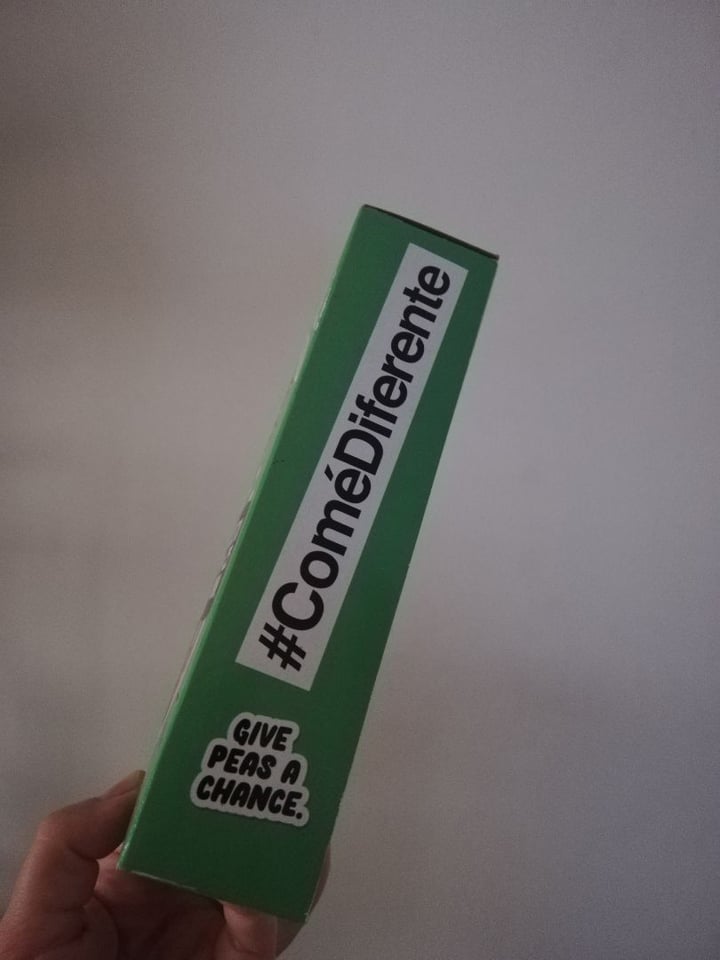 #ComéDiferente
GIVE
PEAS A
CHANCE.